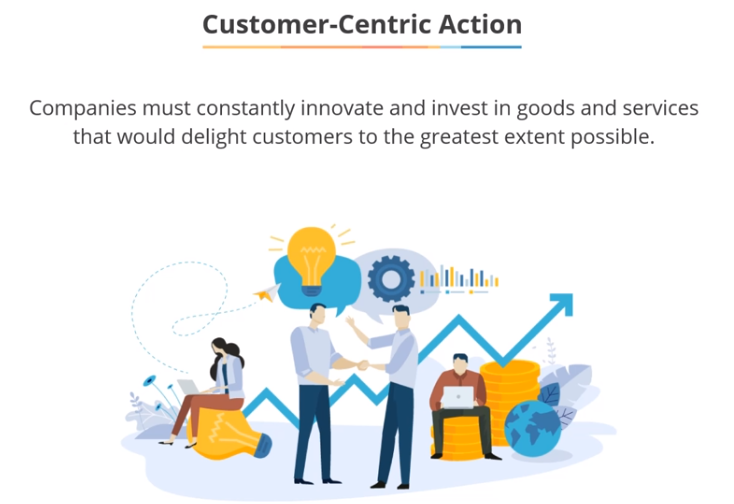 Customer-Centric Action
Companies must constantly innovate and invest in goods and services
that would delight customers to the greatest extent possible.